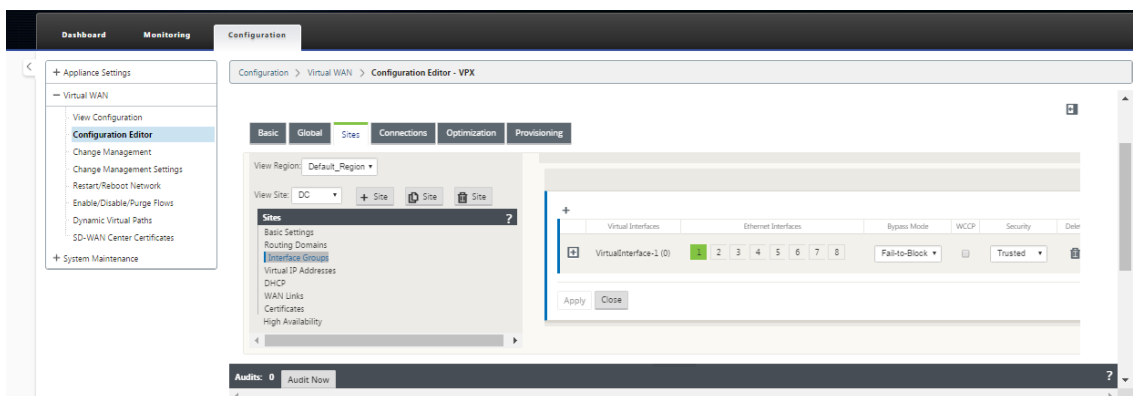 Dashboard Monitoring Configuration
+ Appliance Settings
− Virtual WAN
View Configuration
Configuration Editor
Change Management
Change Management Settings
Restart/Reboot Network
Enable/Disable/Purge Flows
Dynamic Virtual Paths
SD-WAN Center Certificates
+ System Maintenance
Configuration > Virtual WAN > Configuration Editor - VPX
Basic Global Sites Connections Optimization Provisioning
View Region: Default_Region
View Site: DC + Site Site Site
Sites ?
Basic Settings
Routing Domains
Interface Groups
Virtual IP Addresses
DHCP
WAN Links
Certificates
High Availability
+
Virtual Interfaces Ethernet Interfaces Bypass Mode WCCP Security Delet
+ VirtualInterface-1 (0) 1 2 3 4 5 6 7 8 Fail-to-Block Trusted
Apply Close
Audits: 0 Audit Now ?